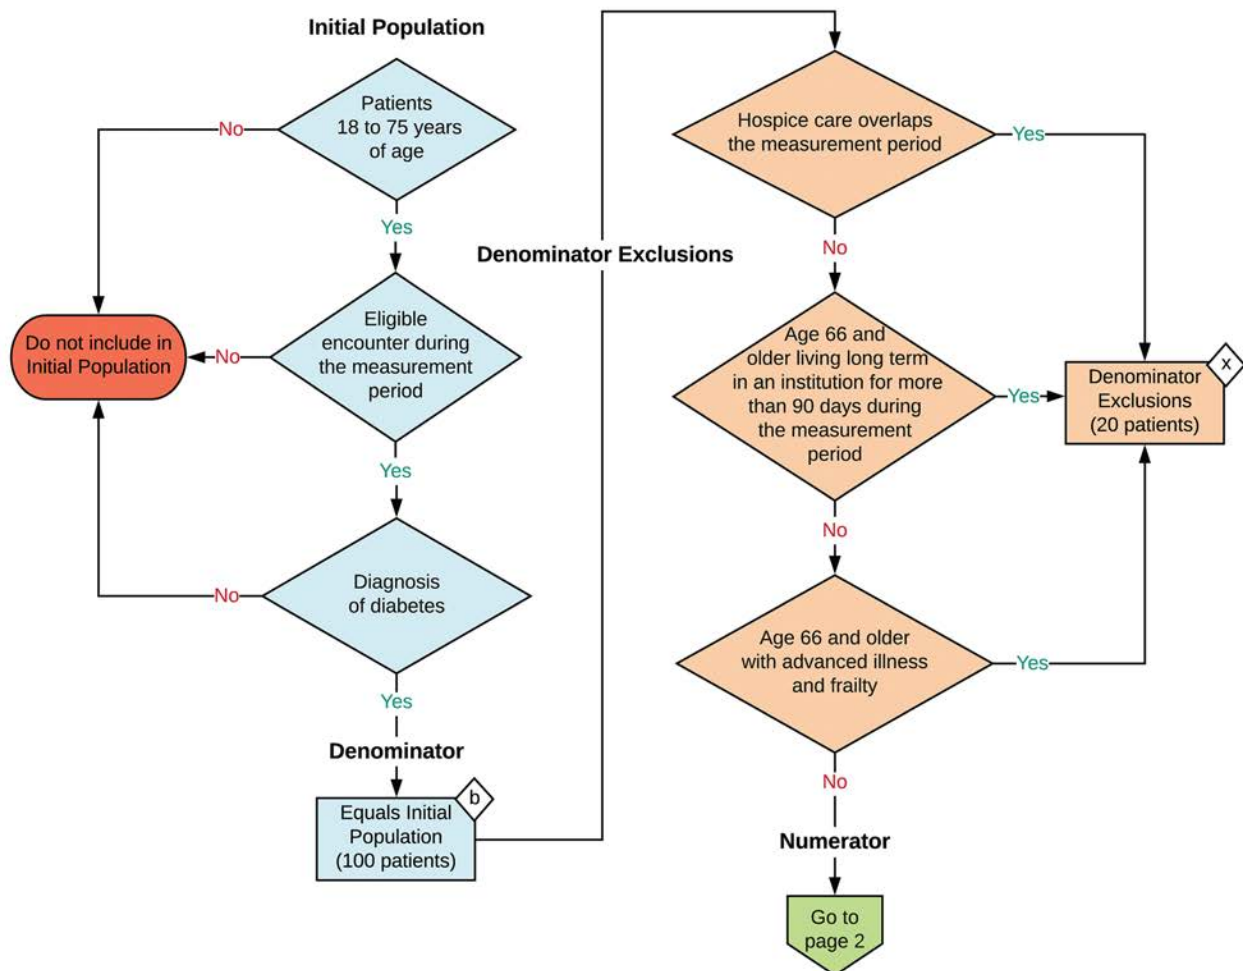 Initial Population
Patients
18 to 75 years
of age
No
Yes
Eligible
encounter during
the measurement
period
No
Do not include in
Initial Population
Yes
Diagnosis
of diabetes
No
Yes
Denominator
b
Equals Initial
Population
(100 patients)
Denominator Exclusions
Hospice care overlaps
the measurement period
Yes
No
Age 66 and
older living long term
in an institution for more
than 90 days during
the measurement
period
Yes
x
Denominator
Exclusions
(20 patients)
No
Age 66 and older
with advanced illness
and frailty
Yes
No
Numerator
Go to
page 2